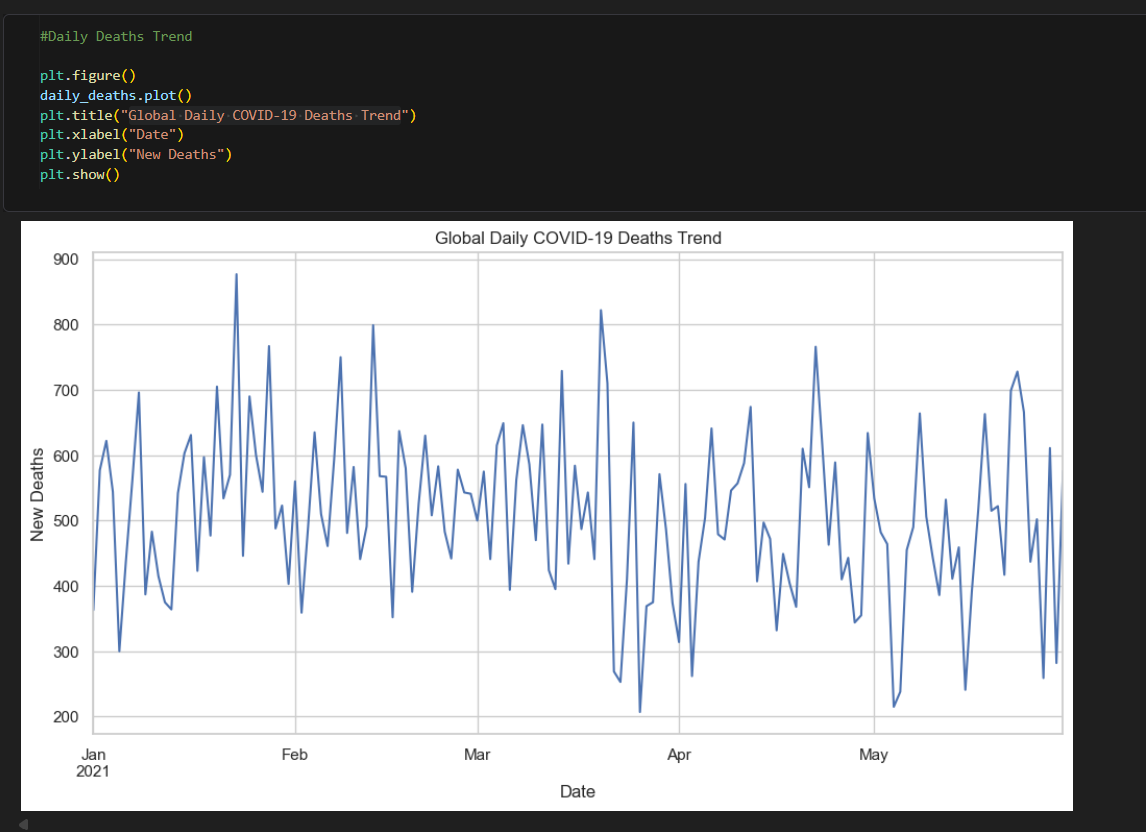 #Daily Deaths Trend
plt.figure()
daily_deaths.plot()
plt.title("Global Daily COVID-19 Deaths Trend")
plt.xlabel("Date")
plt.ylabel("New Deaths")
plt.show()
Global Daily COVID-19 Deaths Trend
900
800
700
600
500
400
300
200
New Deaths
Jan Feb Mar Apr May
2021
Date